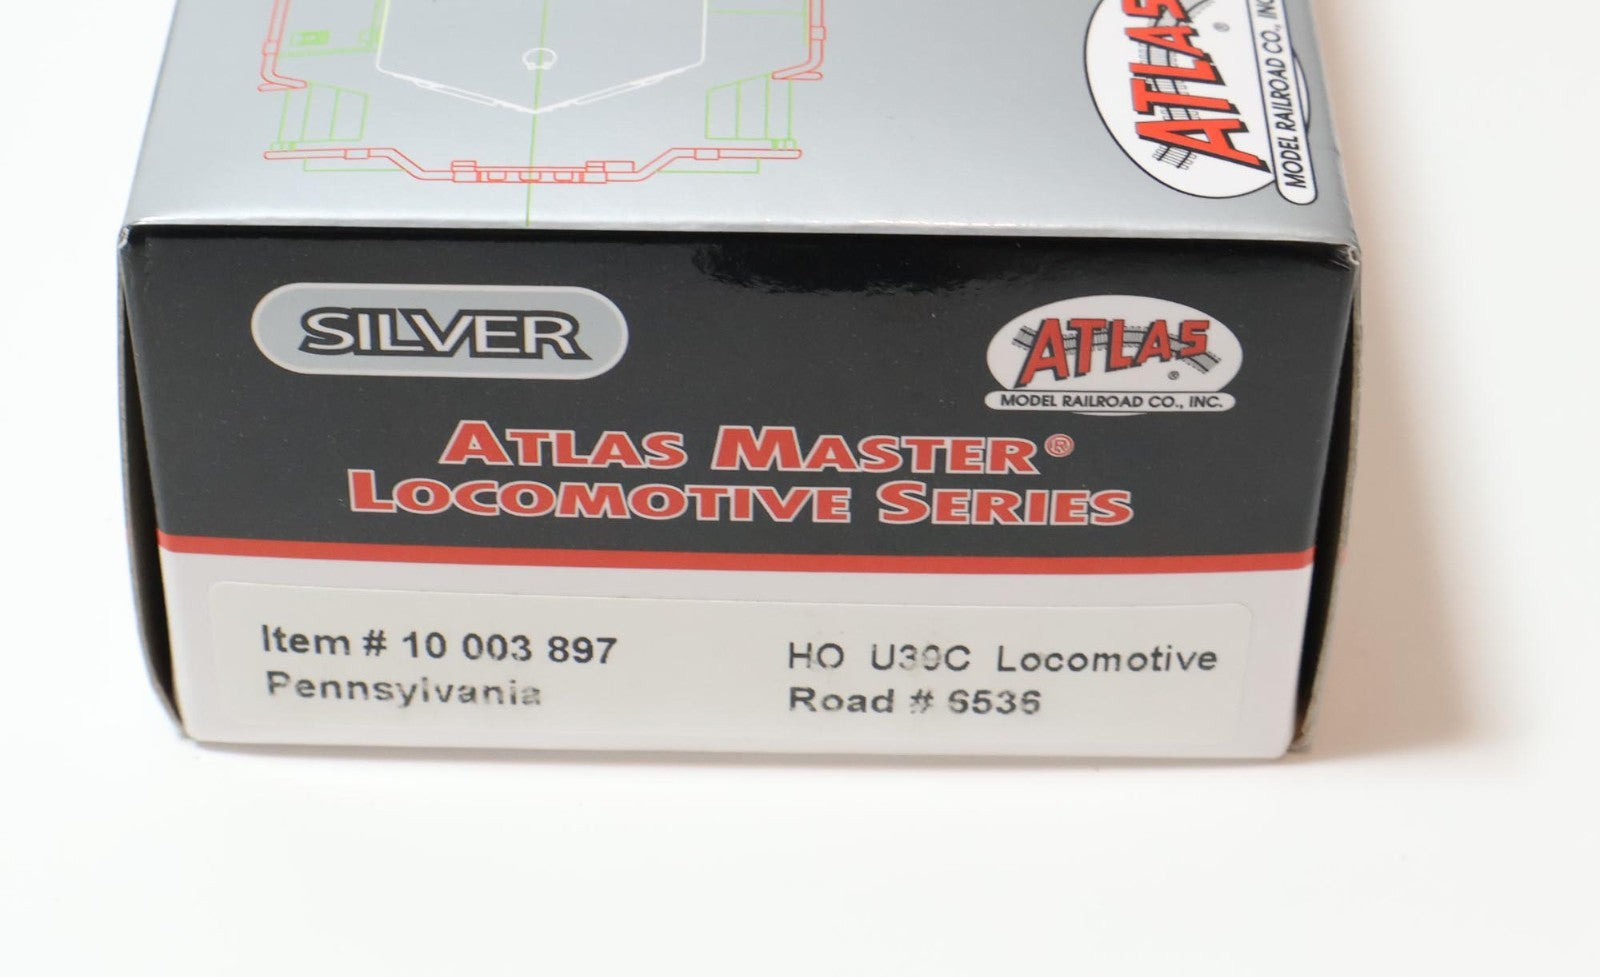 ATLAS
®
MODEL RAILROAD CO., INC
SILVER
ATLAS
®
MODEL RAILROAD CO., INC.
ATLAS MASTER®
LOCOMOTIVE SERIES
Item # 10 003 897
Pennsylvania
HO U30C Locomotive
Road # 6536